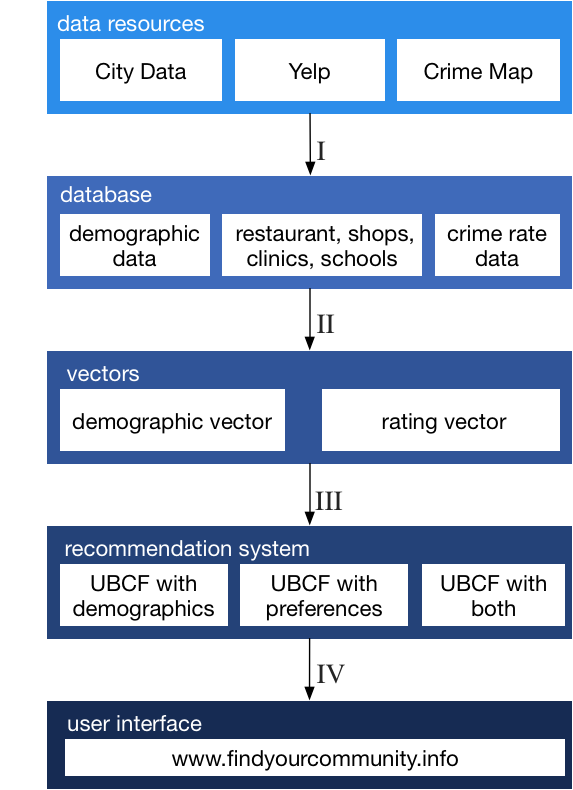 data resources
City Data
Yelp
Crime Map
I
database
demographic
data
restaurant, shops,
clinics, schools
crime rate
data
II
vectors
demographic vector
rating vector
III
recommendation system
UBCF with
demographics
UBCF with
preferences
UBCF with
both
IV
user interface
www.findyourcommunity.info